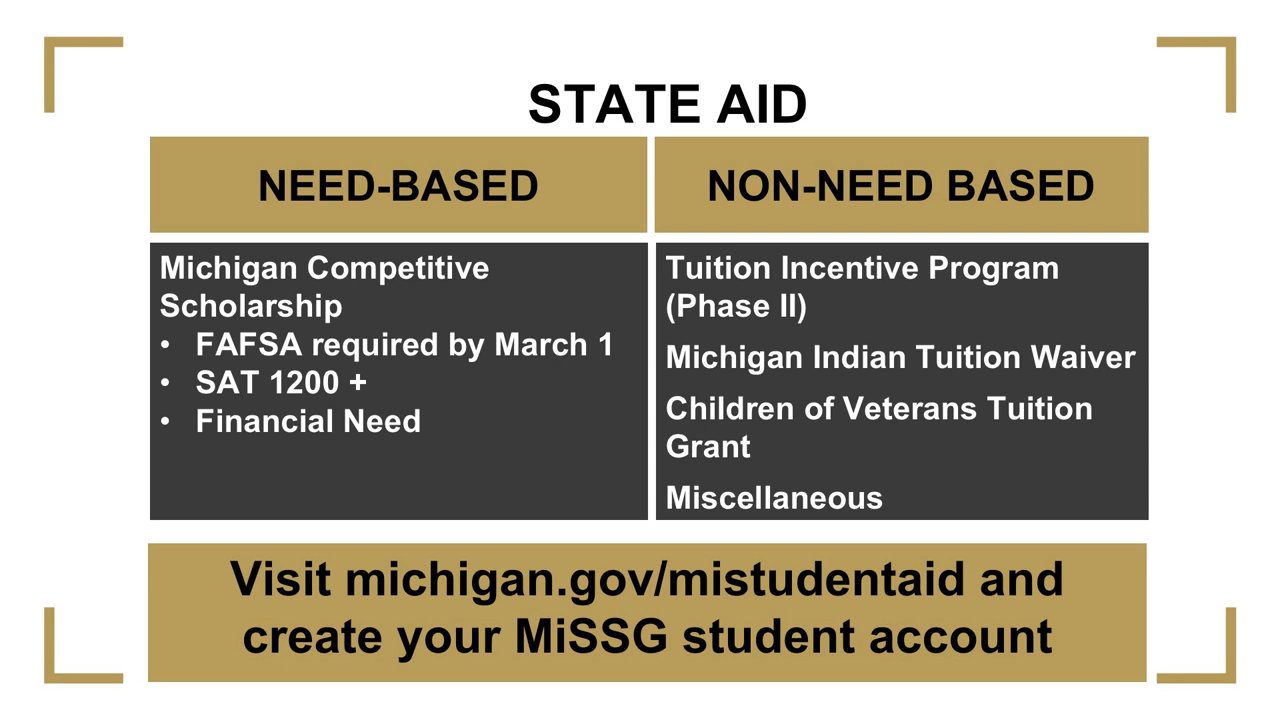 STATE AID
NEED-BASED
NON-NEED BASED
Michigan Competitive
Scholarship
• FAFSA required by March 1
• SAT 1200 +
• Financial Need
Tuition Incentive Program
(Phase II)
Michigan Indian Tuition Waiver
Children of Veterans Tuition
Grant
Miscellaneous
Visit michigan.gov/mistudentaid and
create your MiSSG student account